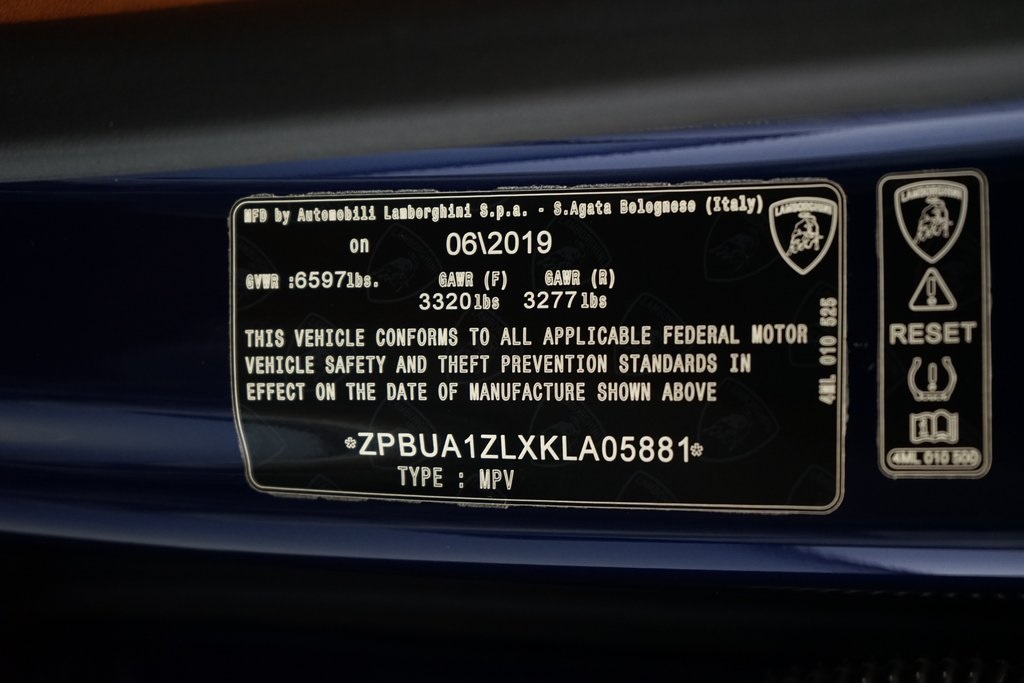 MFD by Automobili Lamborghini S.p.a. - S.Agata Bolognese (Italy)
on 06\2019
GVWR :6597lbs. GAWR (F) GAWR (R)
3320lbs 3277lbs
THIS VEHICLE CONFORMS TO ALL APPLICABLE FEDERAL MOTOR
VEHICLE SAFETY AND THEFT PREVENTION STANDARDS IN
EFFECT ON THE DATE OF MANUFACTURE SHOWN ABOVE
*ZPBUA1ZLXKLA05881*
TYPE : MPV
LAMBORGHINI
4ML 010 525
LAMBORGHINI
RESET
4ML 010 500